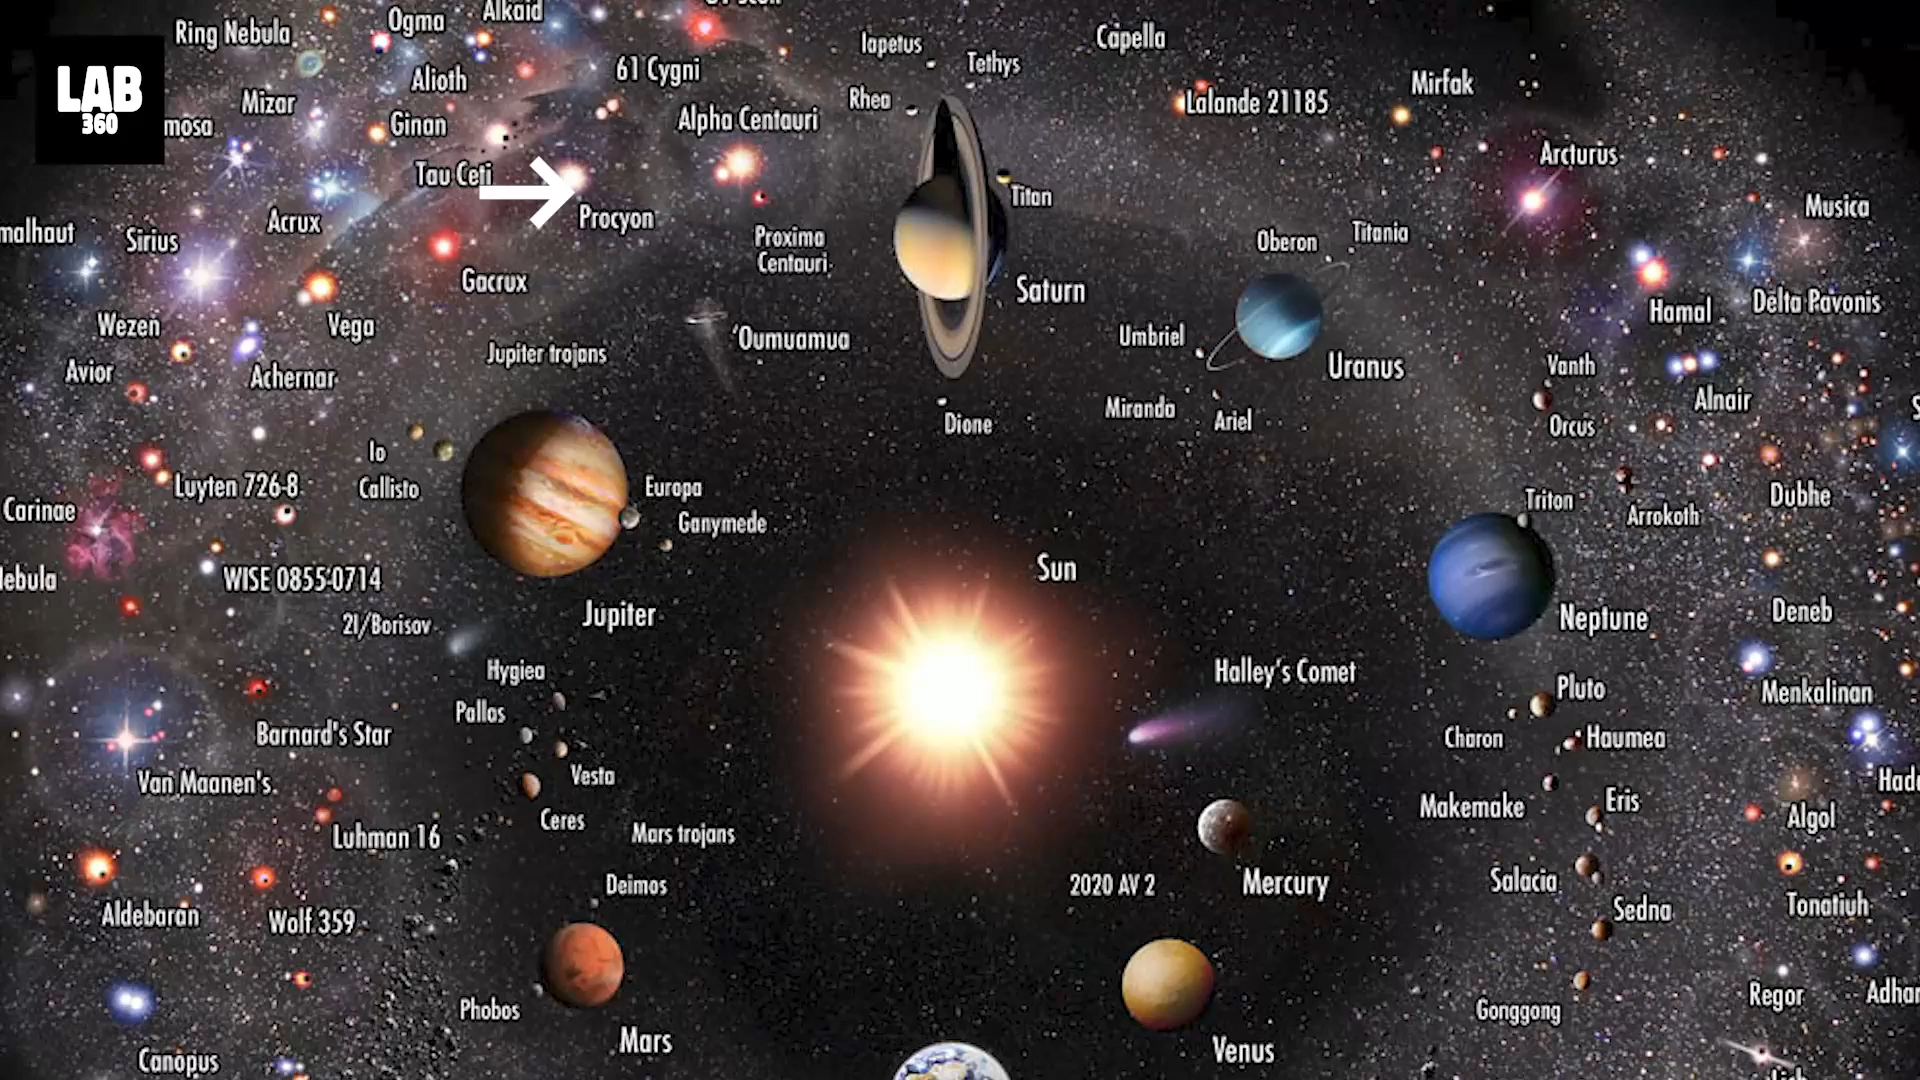 Ring Nebula
Ogma
Alkaid
LAB
360
Mizar
Alioth
61 Cygni
Iapetus
Tethys
Capella
Mirfak
mosa
Ginan
Alpha Centauri
Rhea
Lalande 21185
Tau Ceti
Procyon
Titan
Arcturus
Musica
malhaut
Sirius
Acrux
Proxima
Centauri
Oberon
Titania
Gacrux
Saturn
Hamal
Delta Pavonis
Wezen
Vega
Jupiter trojans
'Oumuamua
Umbriel
Uranus
Vanth
Avior
Achernar
Dione
Miranda
Ariel
Alnair
Orcus
Io
Callisto
Luyten 726-8
Europa
Ganymede
Triton
Arrokoth
Dubhe
Carinae
Nebula
WISE 0855-0714
Sun
2I/Borisov
Jupiter
Neptune
Deneb
Hygiea
Pallas
Halley's Comet
Pluto
Menkalinan
Barnard's Star
Charon
Haumea
Van Maanen's
Vesta
Ceres
Mars trojans
Makemake
Eris
Hada
Algol
Luhman 16
Deimos
2020 AV 2
Mercury
Salacia
Sedna
Tonatiuh
Aldebaran
Wolf 359
Phobos
Mars
Venus
Gonggong
Regor
Adhar
Canopus